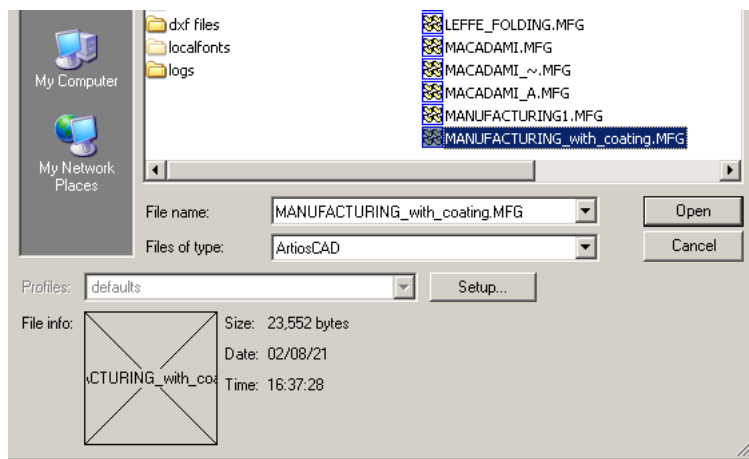 dxf files
LEFFE_FOLDING.MFG
localfonts
MACADAMI.MFG
logs
MACADAMI_~.MFG
My Computer
MACADAMI_A.MFG
MANUFACTURING1.MFG
MANUFACTURING_with_coating.MFG
My Network
Places
File name: MANUFACTURING_with_coating.MFG Open
Files of type: ArtiosCAD Cancel
Profiles: defaults Setup...
File info: Size: 23,552 bytes
Date: 02/08/21
CTURING_with_coa
Time: 16:37:28